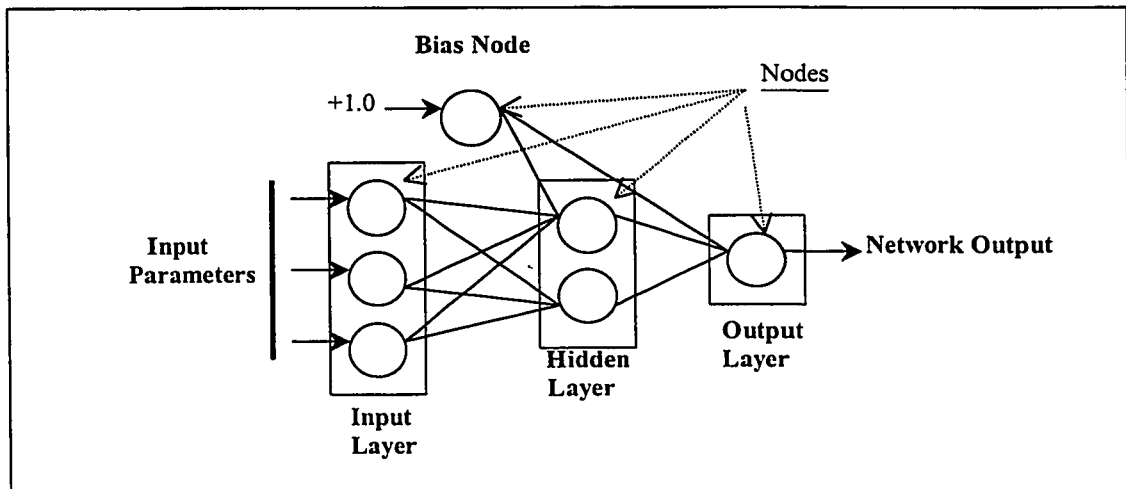 Bias Node
Nodes
+1.0
Input
Parameters
Network Output
Output
Layer
Hidden
Layer
Input
Layer